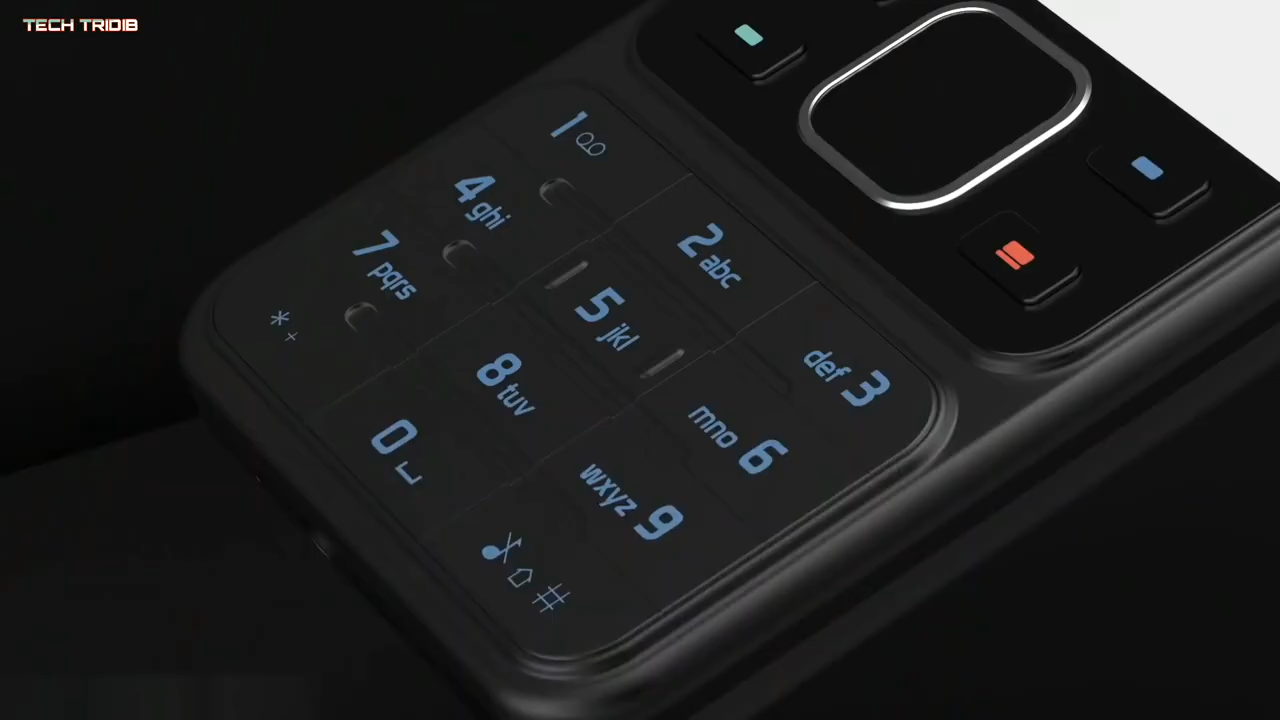 TECH TRIDIB
1
2 abc
def 3
4 ghi
5 jkl
mno 6
7 pqrs
8 tuv
wxyz 9
* +
0
#